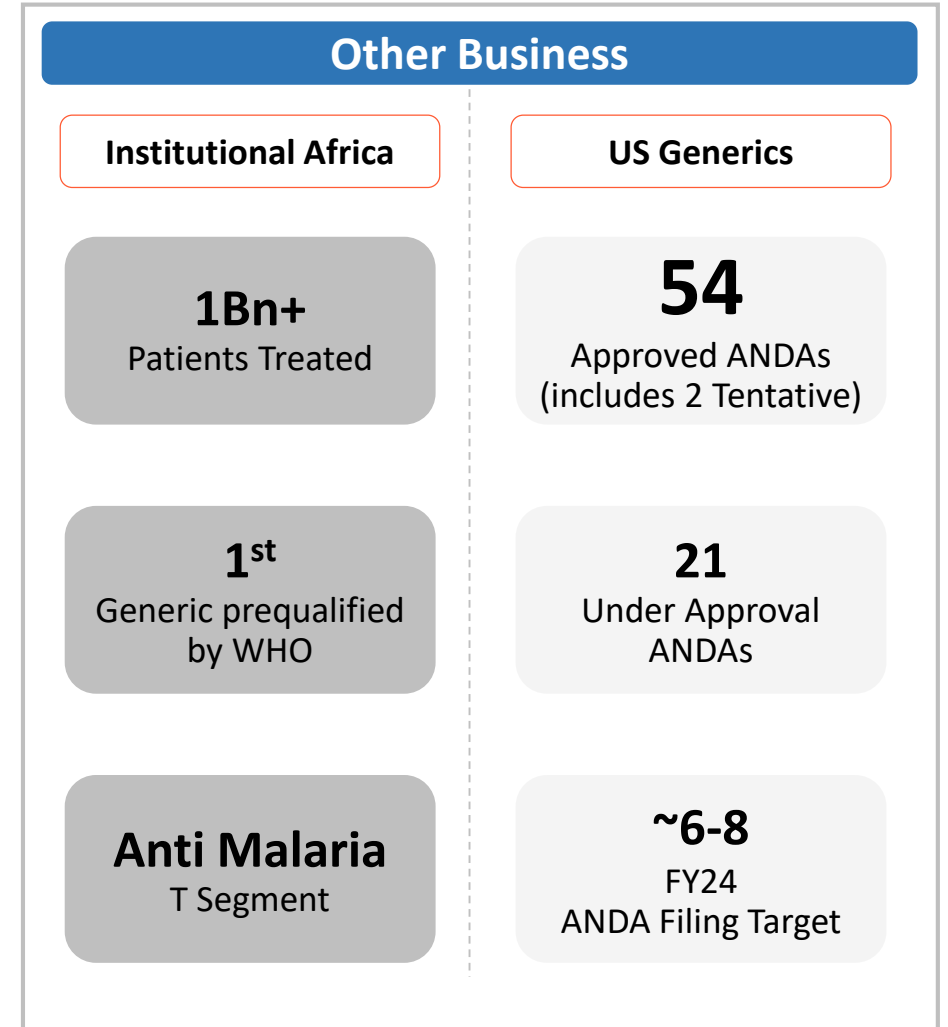 Other Business
Institutional Africa
1Bn+
Patients Treated
1st
Generic prequalified
by WHO
Anti Malaria
T Segment
US Generics
54
Approved ANDAs
(includes 2 Tentative)
21
Under Approval
ANDAs
~6-8
FY24
ANDA Filing Target